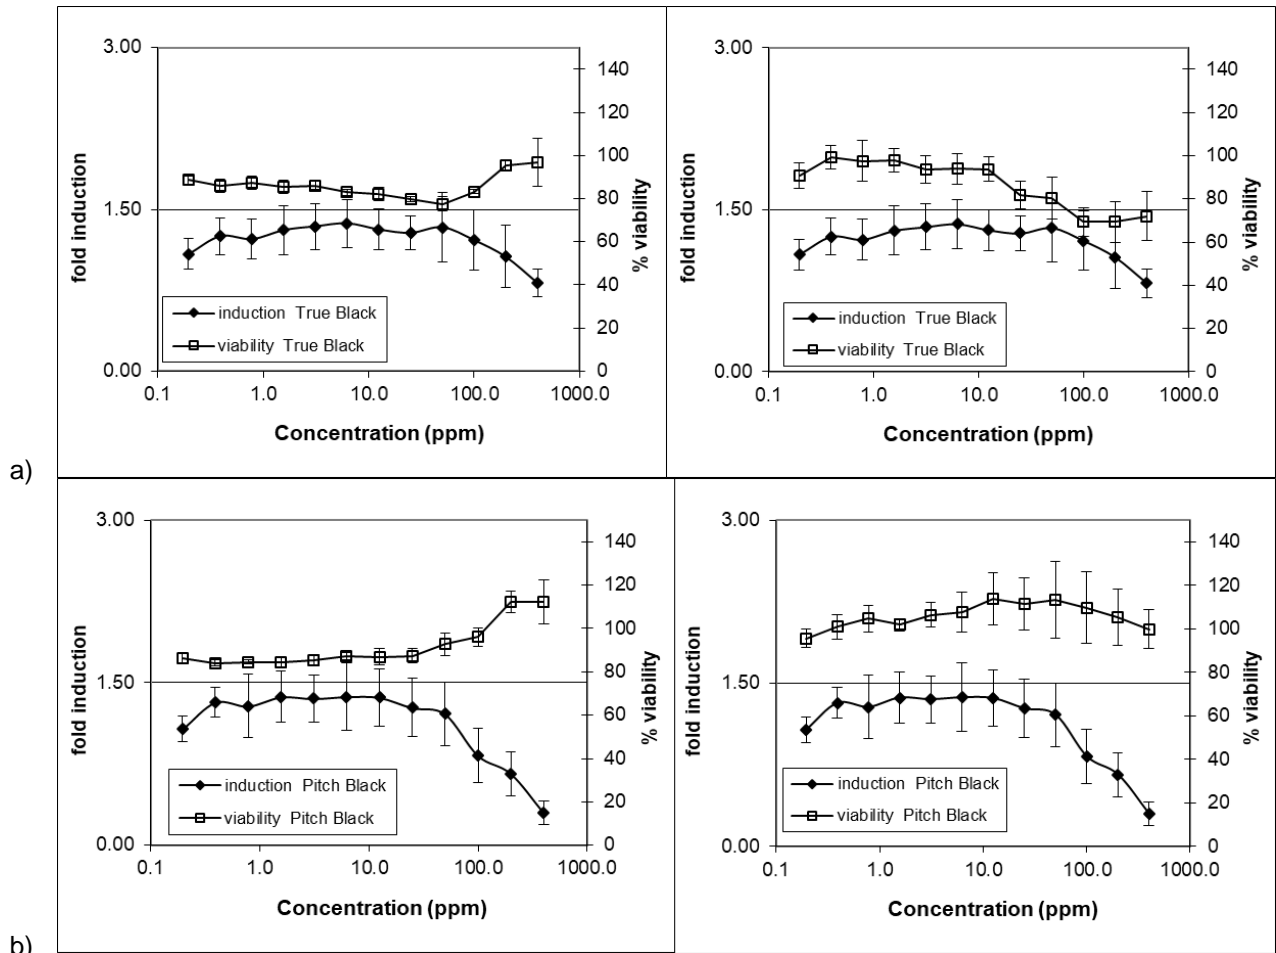 3.00
1.50
0.00
fold induction
140
120
100
80
60
40
20
0
% viability
induction True Black
viability True Black
0.1 1.0 10.0 100.0 1000.0
Concentration (ppm)
3.00
1.50
0.00
fold induction
140
120
100
80
60
40
20
0
% viability
induction True Black
viability True Black
0.1 1.0 10.0 100.0 1000.0
Concentration (ppm)
a)
3.00
1.50
0.00
fold induction
140
120
100
80
60
40
20
0
% viability
induction Pitch Black
viability Pitch Black
0.1 1.0 10.0 100.0 1000.0
Concentration (ppm)
3.00
1.50
0.00
fold induction
140
120
100
80
60
40
20
0
% viability
induction Pitch Black
viability Pitch Black
0.1 1.0 10.0 100.0 1000.0
Concentration (ppm)
b)